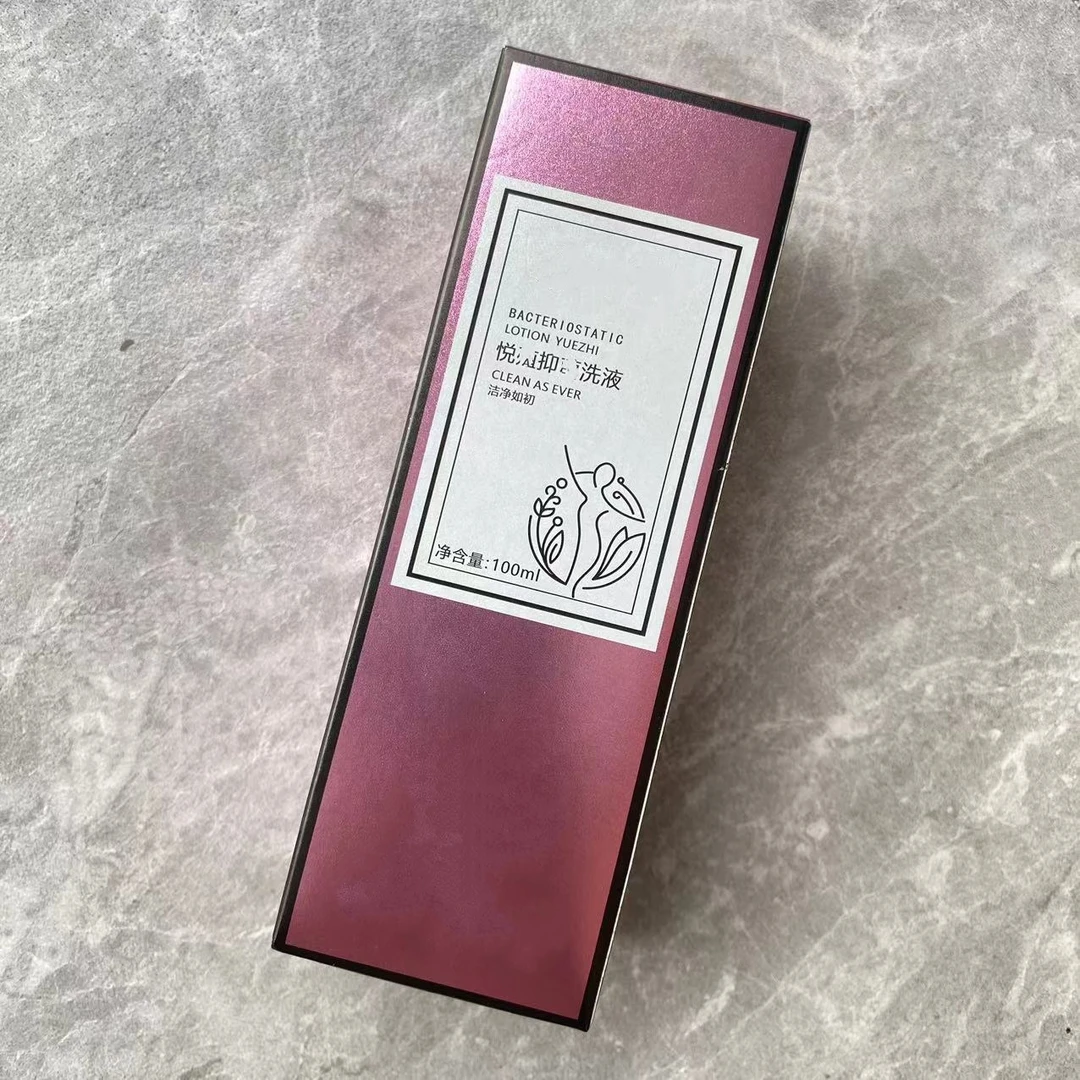 BACTERIOSTATIC
LOTION YUEZHI
悦 抑 洗液
CLEAN AS EVER
洁净如初
净含量:100ml